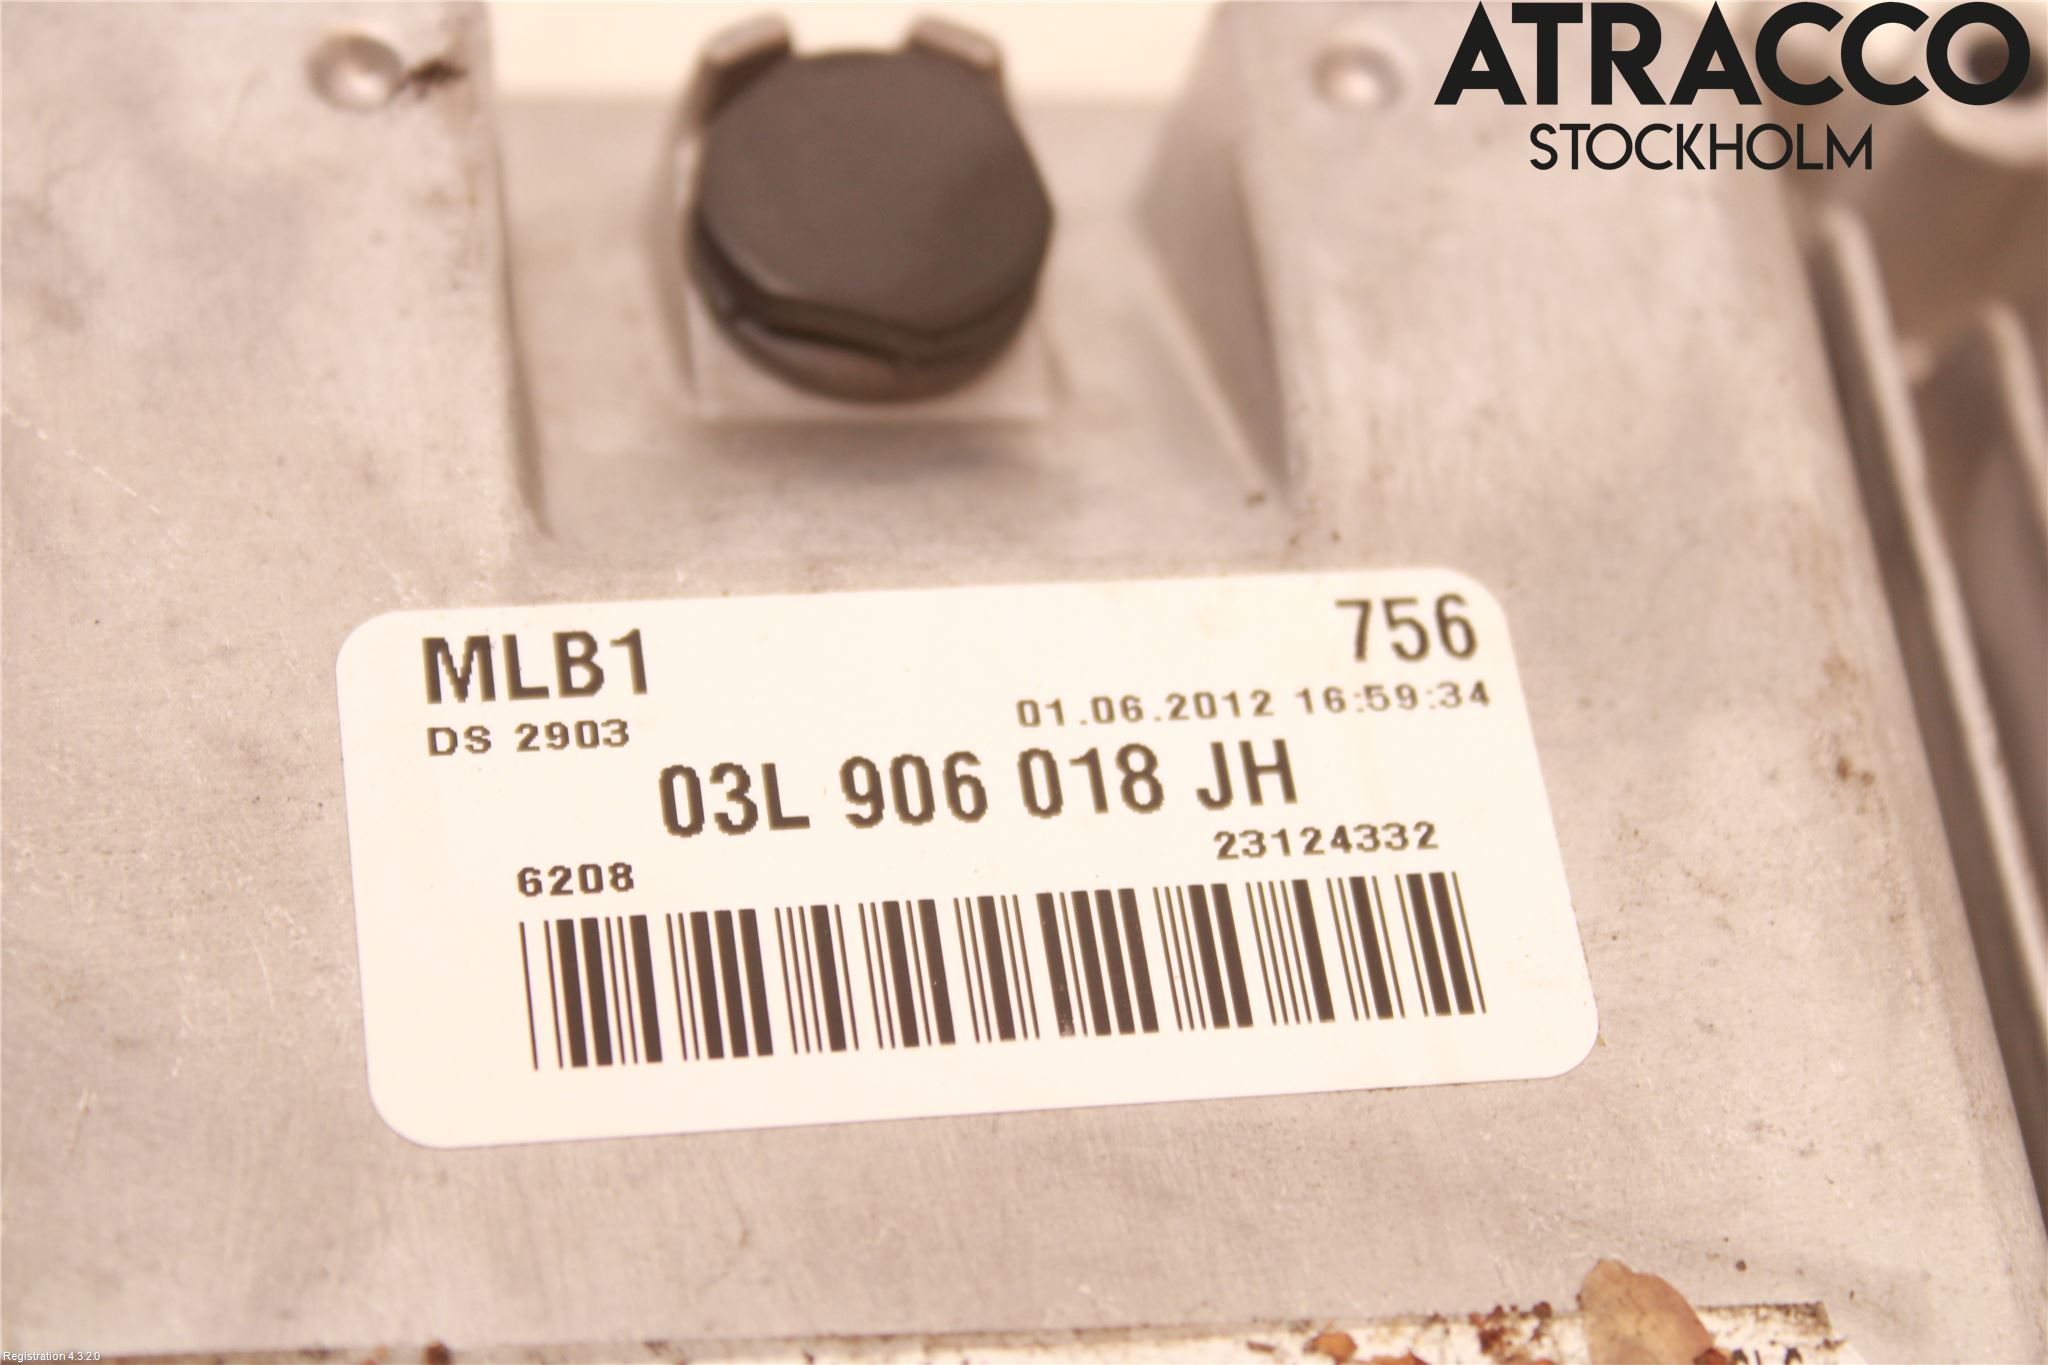 ATRACCO
STOCKHOLM
MLB1
756
DS 2903
01.06.2012 16:59:34
03L 906 018 JH
6208
23124332
Registration 4.3.2.0